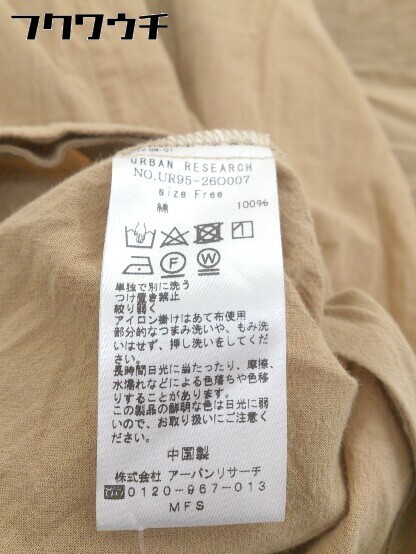 フクワウチ
URBAN RESEARCH
NO.UR95-26O007
Size Free
綿 100%
F W
単独で別に洗う
つけ置き禁止
絞り弱く
アイロン掛けはあて布使用
部分的なつまみ洗いや、もみ洗
いはせず、押し洗いをしてくだ
さい。
長時間日光に当たったり、摩擦、
水濡れなどによる色落ちや色移
りすることがあります。
この製品の鮮明な色は日光に弱
いので、お取り扱いにご注意く
ださい。
中国製
株式会社 アーバンリサーチ
0120-967-013
MFS